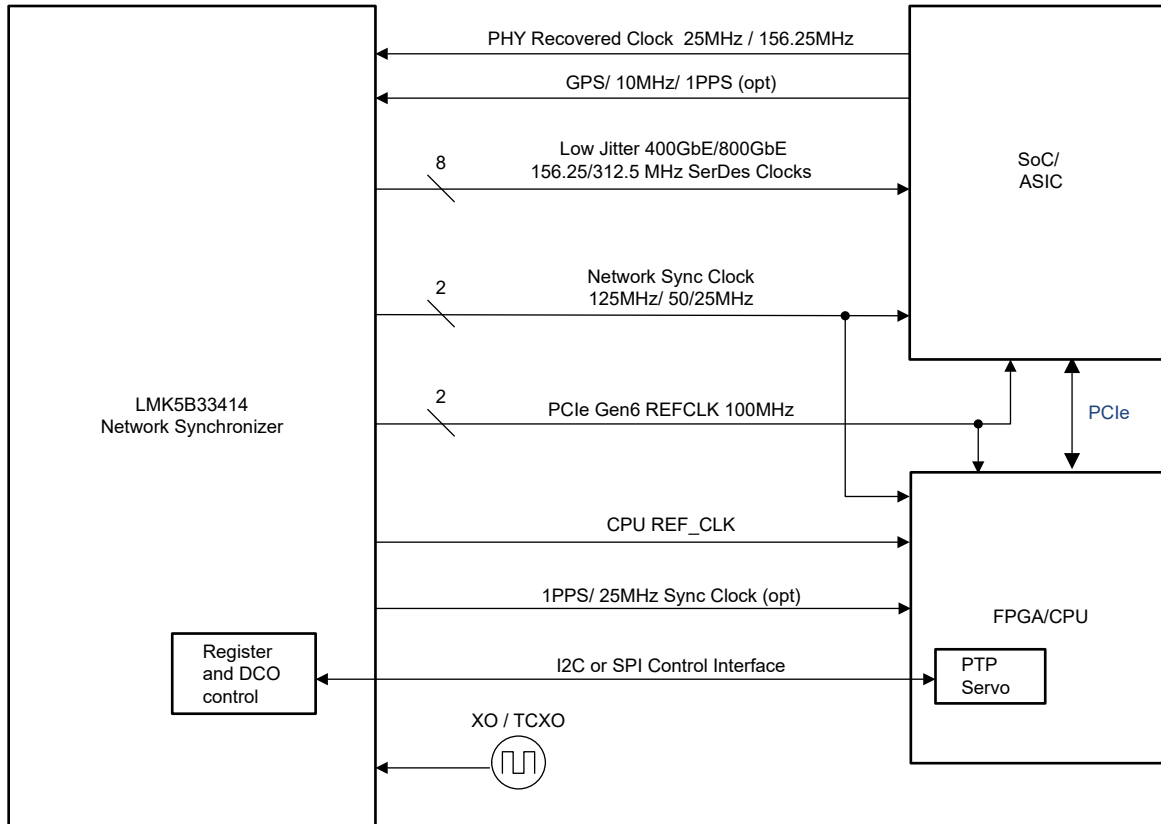 PHY Recovered Clock 25MHz / 156.25MHz
GPS/ 10MHz/ 1PPS (opt)
8
Low Jitter 400GbE/800GbE
156.25/312.5 MHz SerDes Clocks
SoC/
ASIC
2
Network Sync Clock
125MHz/ 50/25MHz
LMK5B33414
Network Synchronizer
2
PCIe Gen6 REFCLK 100MHz
PCIe
CPU REF_CLK
1PPS/ 25MHz Sync Clock (opt)
FPGA/CPU
Register
and DCO
control
I2C or SPI Control Interface
PTP
Servo
XO / TCXO